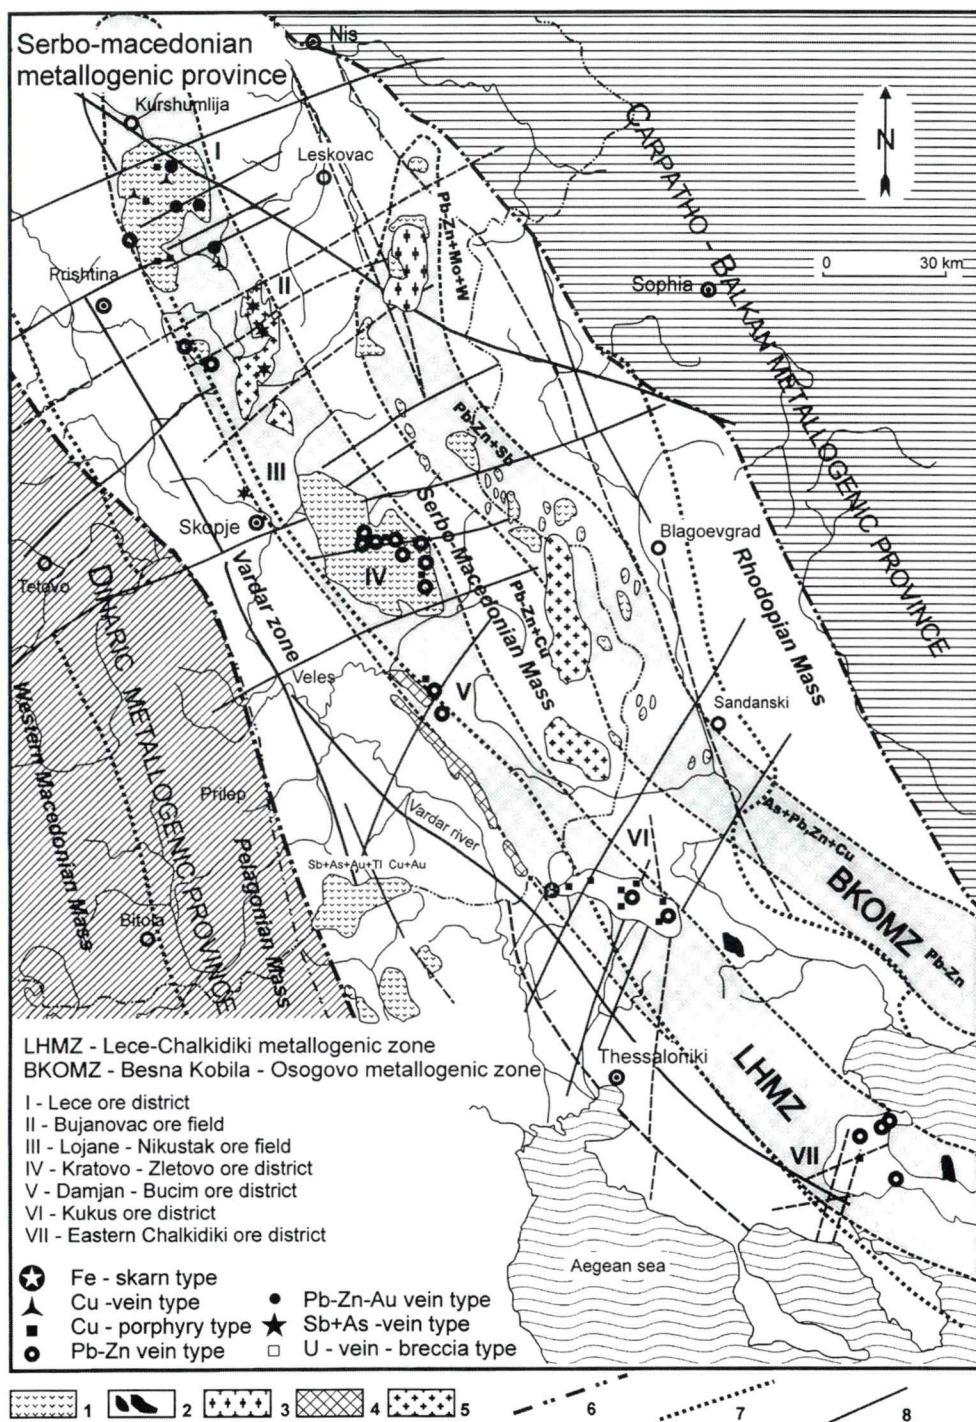 Serbo-macedonian
metallogenic province
Nis
Kurshumlija
I
Leskovac
CARPATHO - BALKAN METALLOGENIC PROVINCE
N
0 30 km
Pb-Zn+Mo+W
Prishtina
II
Sophia
Pb-Zn+Sb
III
Skopje
Serbo Macedonian Mass
Blagoevgrad
Rhodopian Mass
Tetovo
DINARIC METALLOGENIC PROVINCE
Vardar zone
IV
Pb-Zn+Cu
Veles
V
Sandanski
Western Macedonian Mass
Prilep
Pelagonian Mass
Vardar river
As+Pb,Zn+Cu
VI
Sb+As+Au+Tl Cu+Au
BKOMZ
Pb-Zn
Bitola
LHMZ - Lece-Chalkidiki metallogenic zone
BKOMZ - Besna Kobila - Osogovo metallogenic zone
Thessaloniki
LHMZ
VII
I - Lece ore district
II - Bujanovac ore field
III - Lojane - Nikustak ore field
IV - Kratovo - Zletovo ore district
V - Damjan - Bucim ore district
VI - Kukus ore district
VII - Eastern Chalkidiki ore district
Aegean sea
Fe - skarn type
Cu -vein type
Pb-Zn-Au vein type
Cu - porphyry type
Sb+As -vein type
Pb-Zn vein type
U - vein - breccia type
1 2 3 4 5 6 7 8